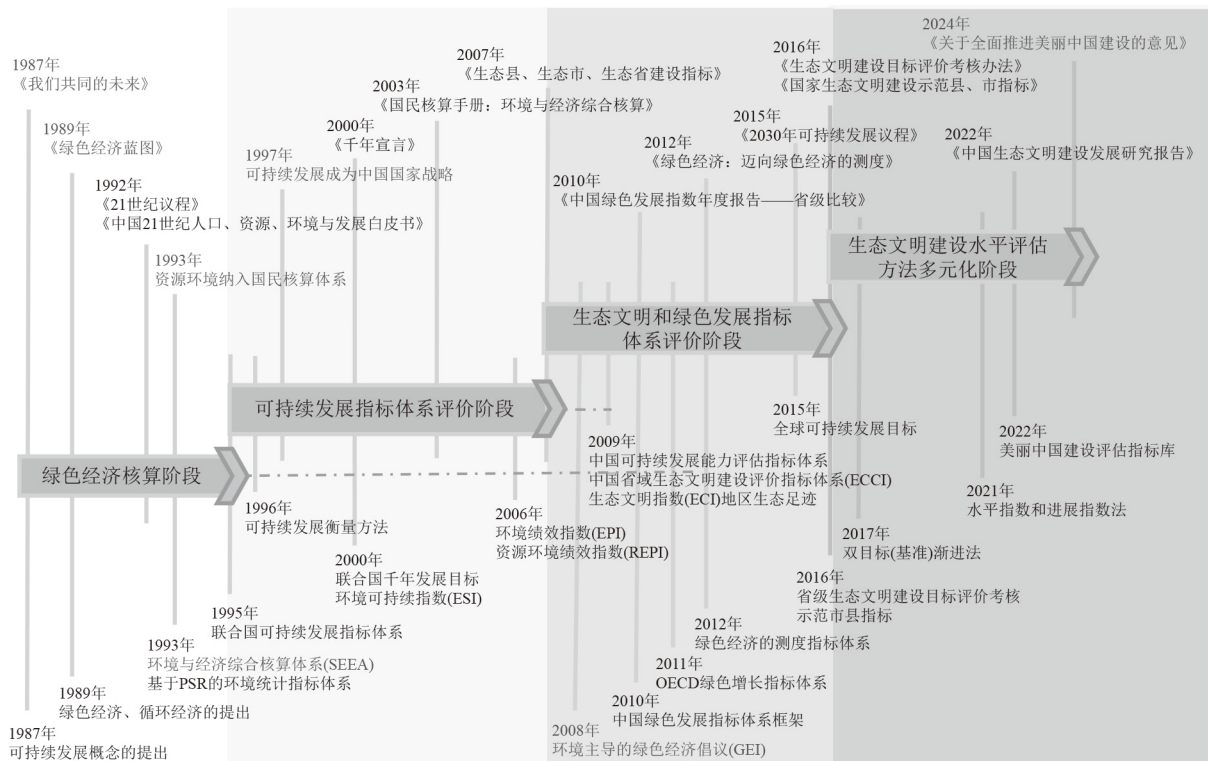 1987年
《我们共同的未来》
1989年
《绿色经济蓝图》
1992年
《21世纪议程》
《中国21世纪人口、资源、环境与发展白皮书》
1993年
资源环境纳入国民核算体系
1997年
可持续发展成为中国国家战略
2000年
《千年宣言》
2003年
《国民核算手册：环境与经济综合核算》
2007年
《生态县、生态市、生态省建设指标》
2010年
《中国绿色发展指数年度报告——省级比较》
2012年
《绿色经济：迈向绿色经济的测度》
2015年
《2030年可持续发展议程》
2016年
《生态文明建设目标评价考核办法》
《国家生态文明建设示范县、市指标》
2022年
《中国生态文明建设发展研究报告》
2024年
《关于全面推进美丽中国建设的意见》
绿色经济核算阶段
可持续发展指标体系评价阶段
生态文明和绿色发展指标
体系评价阶段
生态文明建设水平评估
方法多元化阶段
1987年
可持续发展概念的提出
1989年
绿色经济、循环经济的提出
1993年
环境与经济综合核算体系(SEEA)
基于PSR的环境统计指标体系
1995年
联合国可持续发展指标体系
1996年
可持续发展衡量方法
2000年
联合国千年发展目标
环境可持续指数(ESI)
2006年
环境绩效指数(EPI)
资源环境绩效指数(REPI)
2008年
环境主导的绿色经济倡议(GEI)
2009年
中国可持续发展能力评估指标体系
中国省域生态文明建设评价指标体系(ECCI)
生态文明指数(ECI)地区生态足迹
2010年
中国绿色发展指标体系框架
2011年
OECD绿色增长指标体系
2012年
绿色经济的测度指标体系
2015年
全球可持续发展目标
2016年
省级生态文明建设目标评价考核
示范市县指标
2017年
双目标(基准)渐进法
2021年
水平指数和进展指数法
2022年
美丽中国建设评估指标库